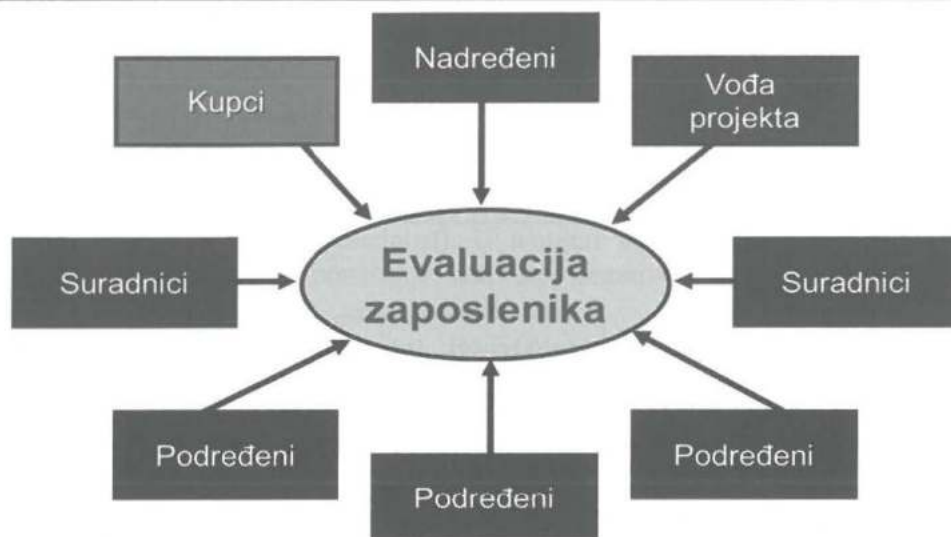 Nadređeni
Kupci
Vođa
projekta
Evaluacija
zaposlenika
Suradnici
Suradnici
Podređeni
Podređeni
Podređeni